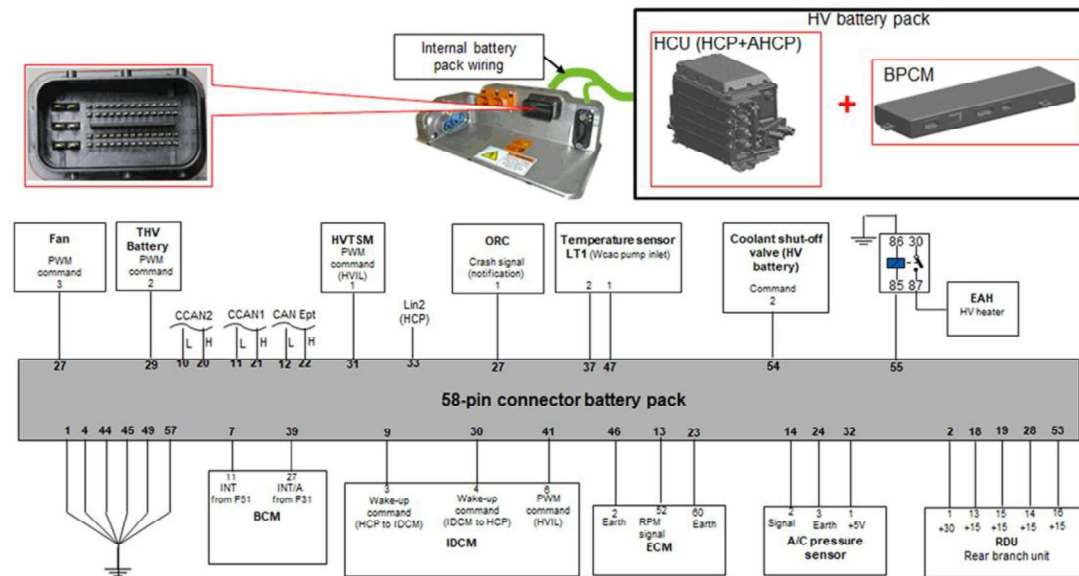 HV battery pack
Internal battery
pack wiring
HCU (HCP+AHCP)
+
BPCM
Fan
PWM
command
3
THV
Battery
PWM
command
2
HVTSM
PWM
command
(HVIL)
1
ORC
Crash signal
(notification)
1
Temperature sensor
LT1 (Wcac pump inlet)
2 1
Coolant shut-off
valve (HV
battery)
Command
2
86 30
85 87
EAH
HV heater
CCAN2
L H
CCAN1
L H
CAN Ept
L H
Lin2
(HCP)
27 29 10 20 11 21 12 22 31 33 27 37 47 54 55
58-pin connector battery pack
1 4 44 45 49 57 7 39 9 30 41 46 13 23 14 24 32 2 18 15 19 28 53
11
INT
from F51
27
INT/A
from F31
BCM
3
Wake-up
command
(HCP to IDCM)
4
Wake-up
command
(IDCM to HCP)
6
PWM
command
(HVIL)
IDCM
2
Earth
52
RPM
signal
60
Earth
ECM
2
Signal
3
Earth
1
+5V
A/C pressure
sensor
1
+30
13
+15
15
+15
14
+15
16
+15
RDU
Rear branch unit